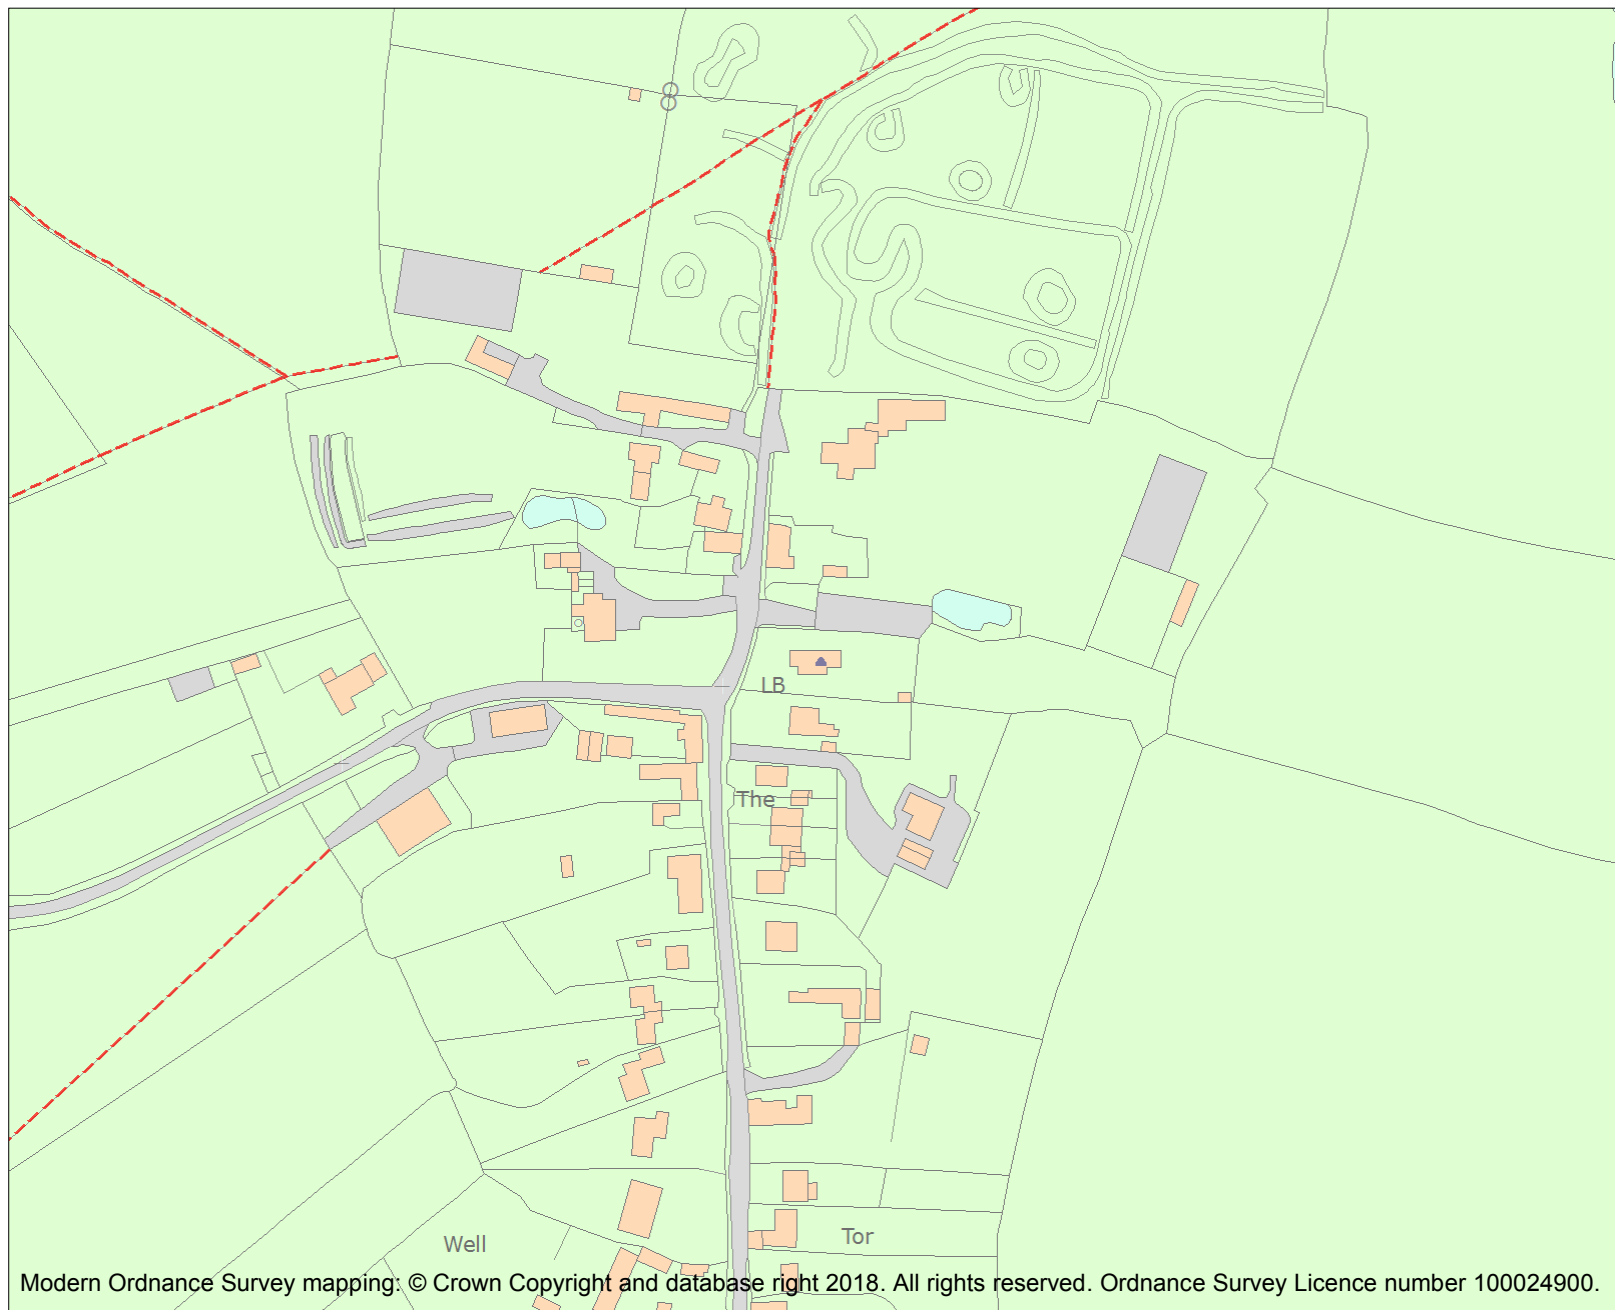 LB
The
Tor
Well
Modern Ordnance Survey mapping: © Crown Copyright and database right 2018. All rights reserved. Ordnance Survey Licence number 100024900.